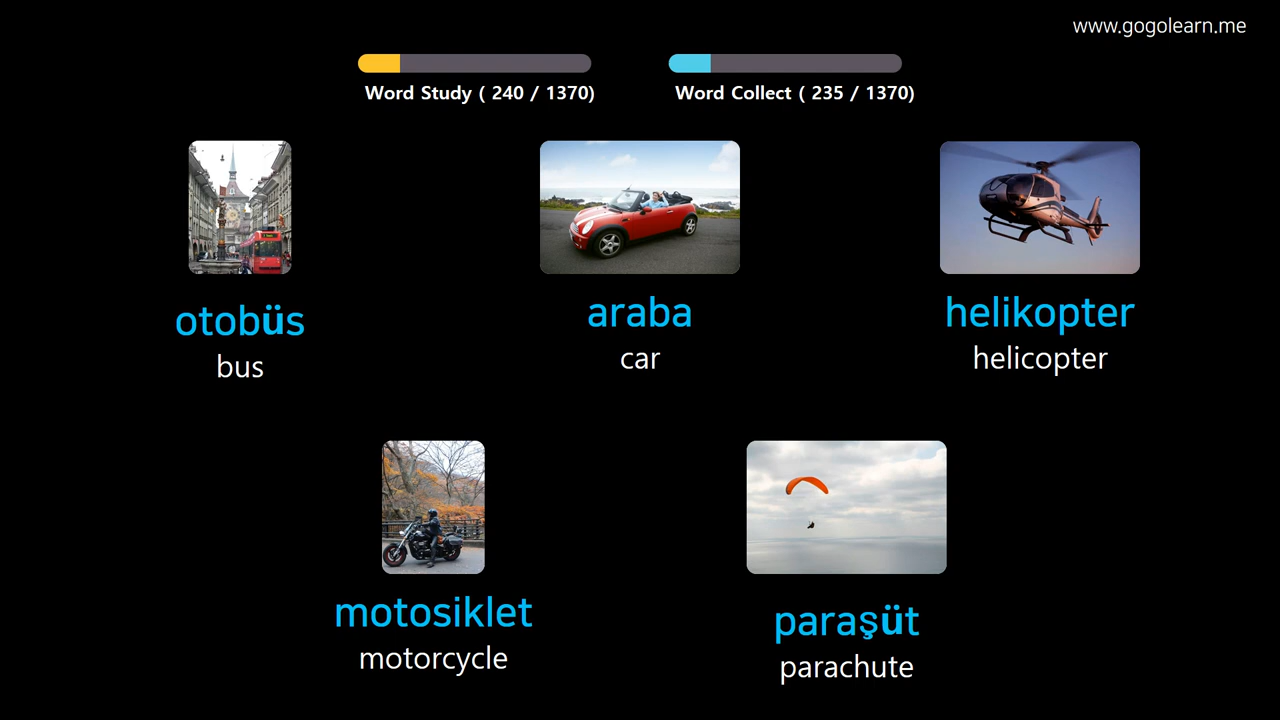 www.gogolearn.me
Word Study ( 240 / 1370)
Word Collect ( 235 / 1370)
otobüs
bus
araba
car
helikopter
helicopter
motosiklet
motorcycle
paraşüt
parachute